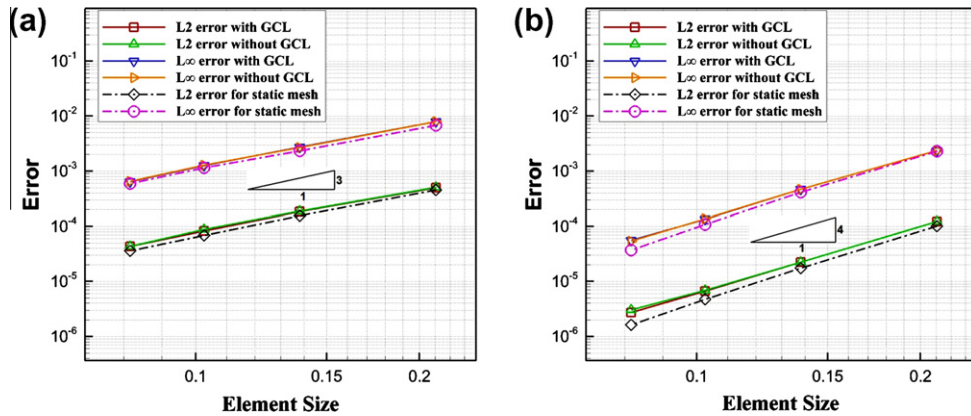 (a)
L2 error with GCL
L2 error without GCL
L∞ error with GCL
L∞ error without GCL
L2 error for static mesh
L∞ error for static mesh
Error
10-1
10-2
10-3
10-4
10-5
10-6
3
1
0.1
0.15
0.2
Element Size
(b)
L2 error with GCL
L2 error without GCL
L∞ error with GCL
L∞ error without GCL
L2 error for static mesh
L∞ error for static mesh
Error
10-1
10-2
10-3
10-4
10-5
10-6
4
1
0.1
0.15
0.2
Element Size